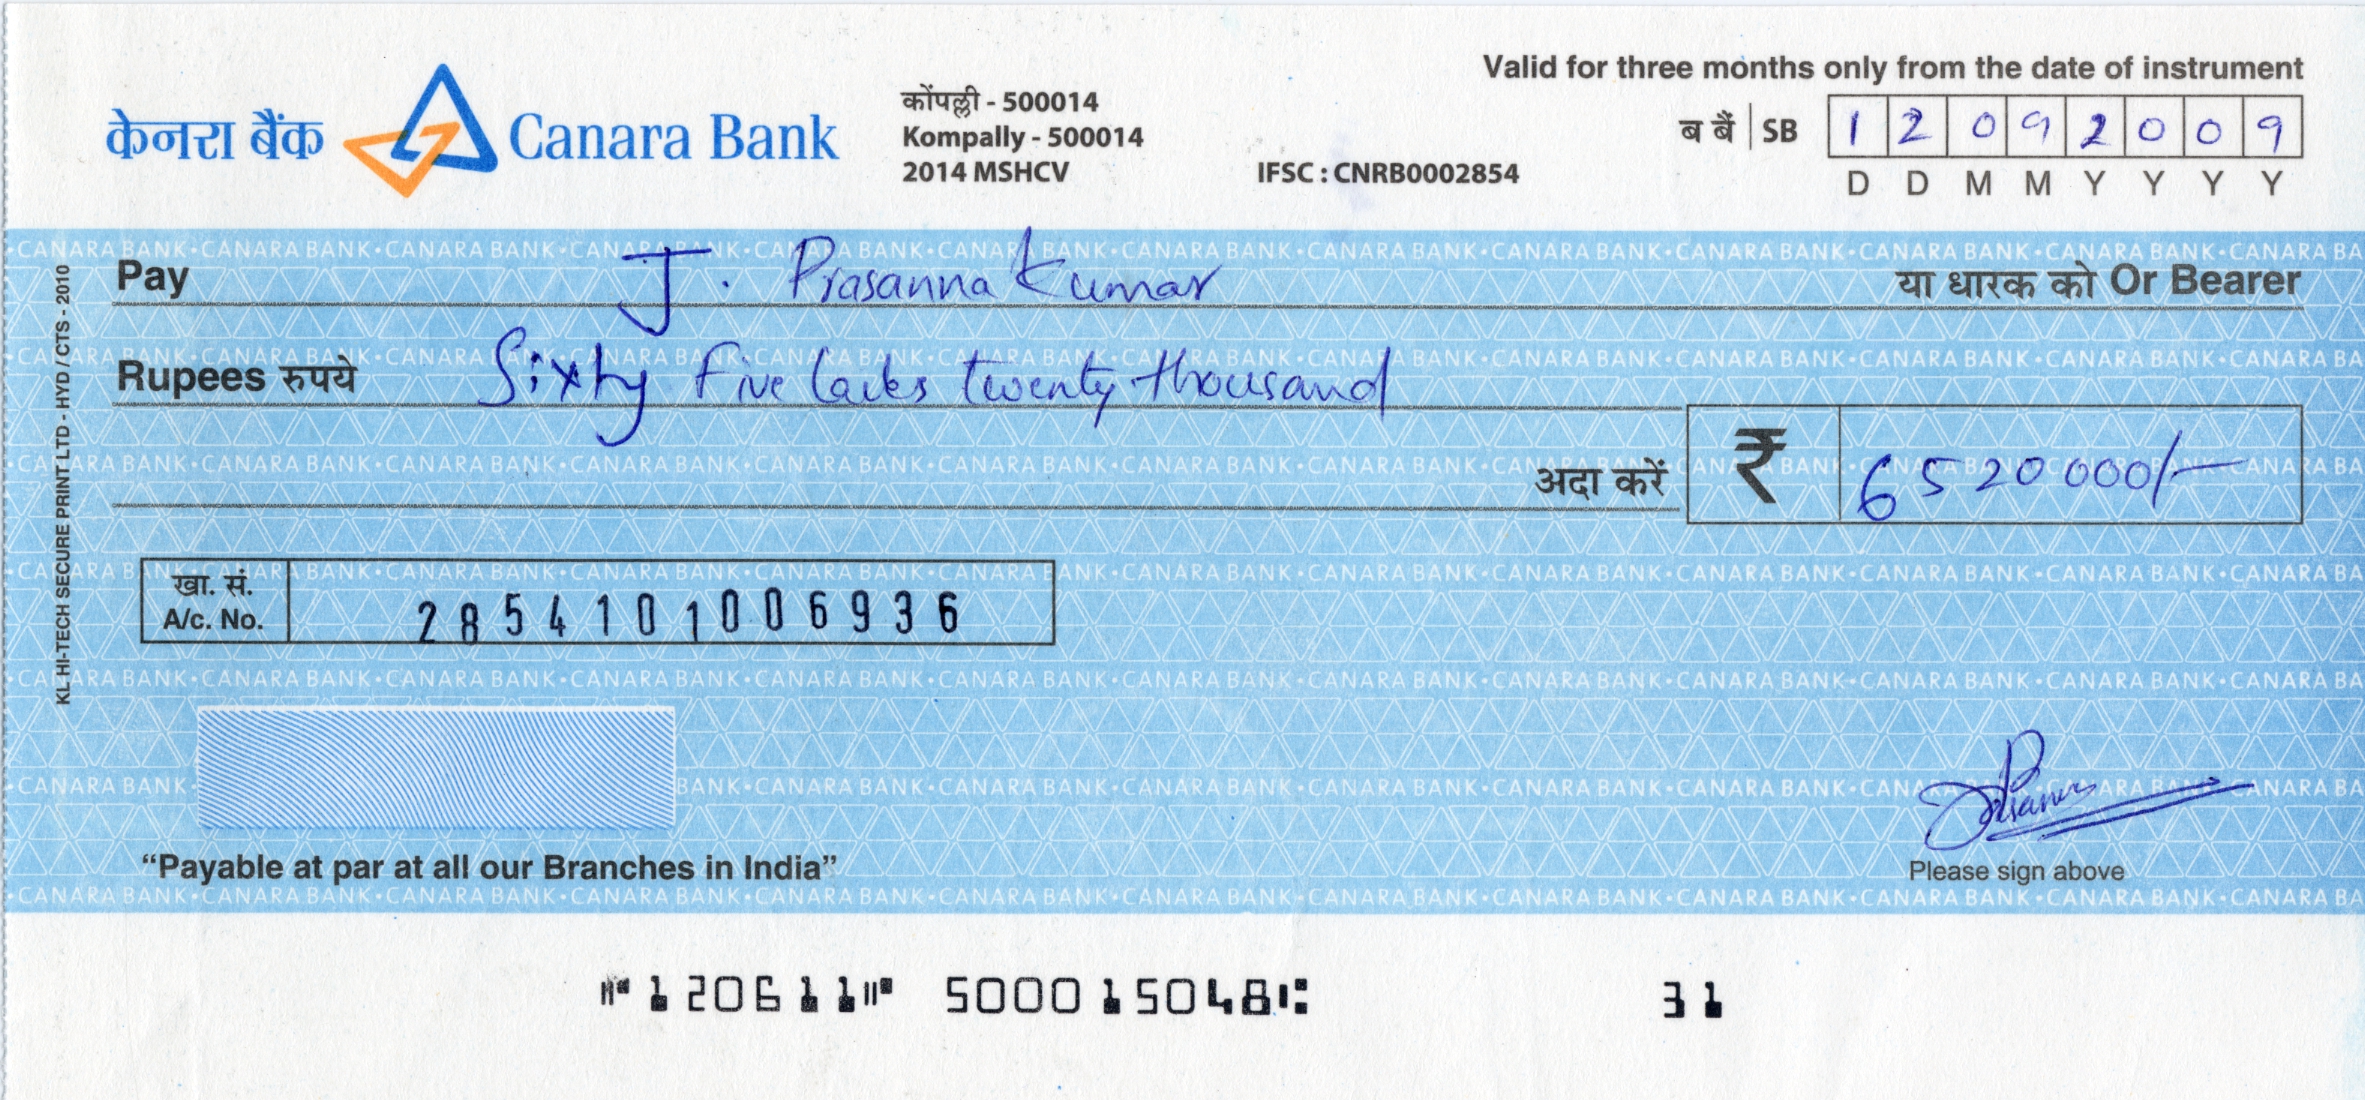 Valid for three months only from the date of instrument
केनरा बैंक Canara Bank
कोंपल्ली - 500014
Kompally - 500014
2014 MSHCV
IFSC : CNRB0002854
ब बैं | SB 1 2 0 9 2 0 0 9
D D M M Y Y Y Y
Pay J. Prasanna Kumar या धारक को Or Bearer
Rupees रुपये Sixty Five lacks twenty thousand
अदा करें ₹ 6520000/-
खा. सं.
A/c. No. 2854101006936
KL HI-TECH SECURE PRINT LTD - HYD / CTS - 2010
"Payable at par at all our Branches in India"
Please sign above
⑈120611⑈ 500015048⑆ 31